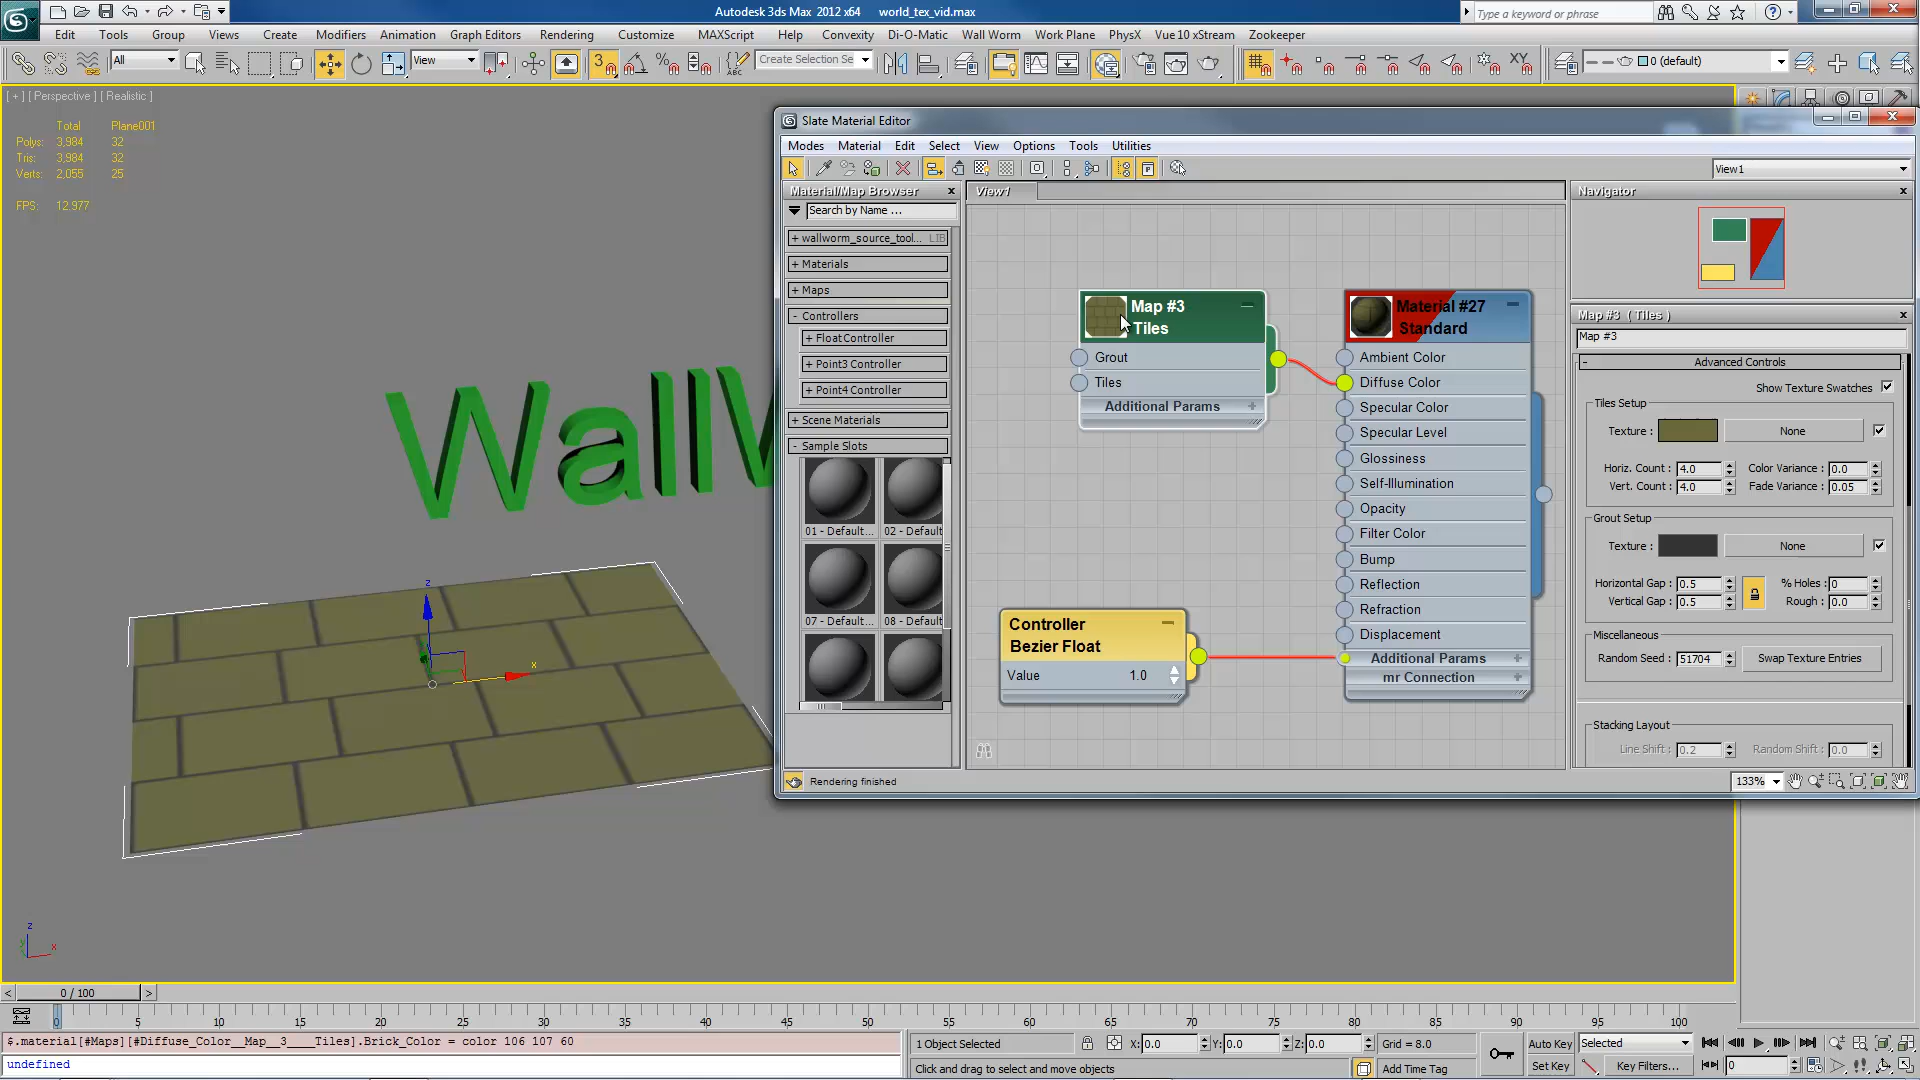 Autodesk 3ds Max 2012 x64 world_tex_vid.max
Type a keyword or phrase
Edit Tools Group Views Create Modifiers Animation Graph Editors Rendering Customize MAXScript Help Convexity Di-O-Matic Wall Worm Work Plane PhysX Vue 10 xStream Zookeeper
All View 3 Create Selection Se XY 0 (default)
[ + ] [ Perspective ] [ Realistic ]
Total Plane001
Polys: 3,984 32
Tris: 3,984 32
Verts: 2,055 25
FPS: 12.977
WallW
z
x
z
y
x
Slate Material Editor
Modes Material Edit Select View Options Tools Utilities
View1
Material/Map Browser x
Search by Name ...
+ wallworm_source_tool... LIB
+ Materials
+ Maps
- Controllers
+ Float Controller
+ Point3 Controller
+ Point4 Controller
+ Scene Materials
- Sample Slots
01 - Default... 02 - Default
07 - Default... 08 - Default
View1
Map #3
Tiles
Grout
Tiles
Additional Params +
Material #27
Standard
Ambient Color
Diffuse Color
Specular Color
Specular Level
Glossiness
Self-Illumination
Opacity
Filter Color
Bump
Reflection
Refraction
Displacement
Additional Params +
mr Connection +
Controller
Bezier Float
Value 1.0
Navigator x
Map #3 ( Tiles ) x
Map #3
- Advanced Controls
Show Texture Swatches
Tiles Setup
Texture : None
Horiz. Count : 4.0 Color Variance : 0.0
Vert. Count : 4.0 Fade Variance : 0.05
Grout Setup
Texture : None
Horizontal Gap : 0.5 % Holes : 0
Vertical Gap : 0.5 Rough : 0.0
Miscellaneous
Random Seed : 51704 Swap Texture Entries
Stacking Layout
Line Shift : 0.2 Random Shift : 0.0
Rendering finished
133%
< 0 / 100 >
0 5 10 15 20 25 30 35 40 45 50 55 60 65 70 75 80 85 90 95 100
$.material[#Maps][#Diffuse_Color__Map__3____Tiles].Brick_Color = color 106 107 60
undefined
1 Object Selected X: 0.0 Y: 0.0 Z: 0.0 Grid = 8.0
Click and drag to select and move objects Add Time Tag
Auto Key Selected
Set Key Key Filters... 0